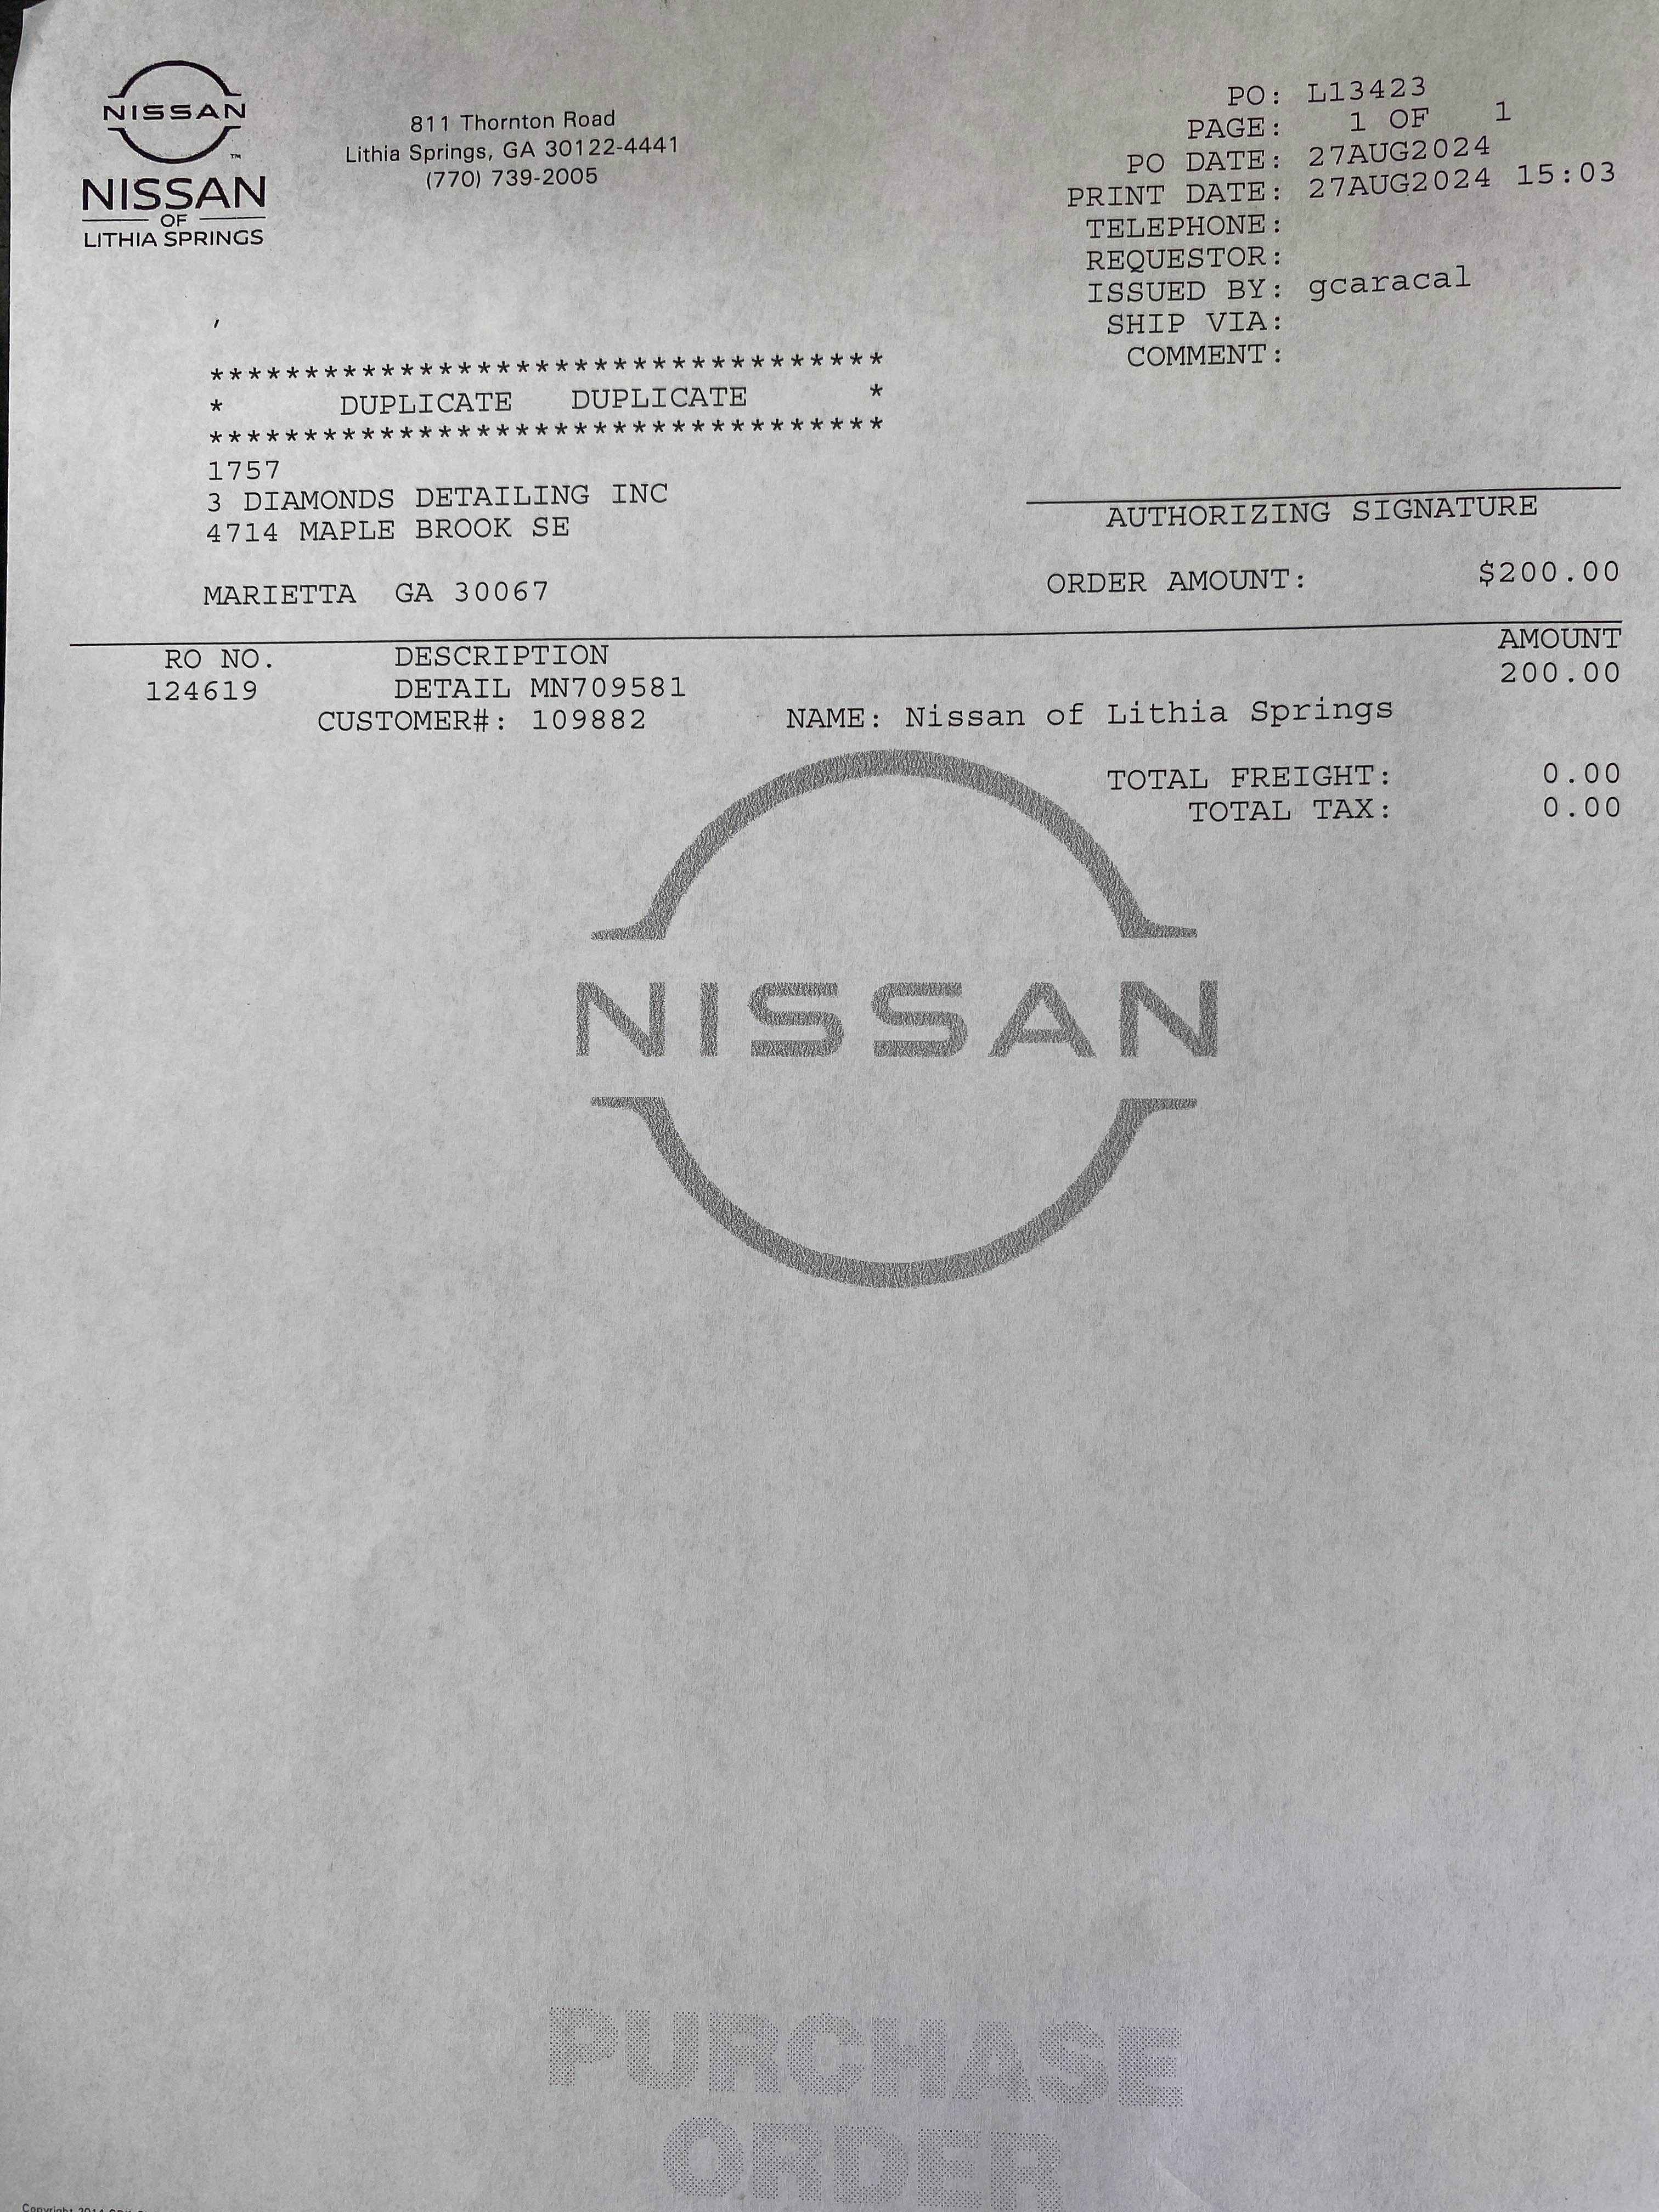 NISSAN
NISSAN
OF
LITHIA SPRINGS
811 Thornton Road
Lithia Springs, GA 30122-4441
(770) 739-2005
PO: L13423
PAGE: 1 OF 1
PO DATE: 27AUG2024
PRINT DATE: 27AUG2024 15:03
TELEPHONE:
REQUESTOR:
ISSUED BY: gcaracal
SHIP VIA:
COMMENT:
,
***********************************
* DUPLICATE DUPLICATE *
***********************************
1757
3 DIAMONDS DETAILING INC
4714 MAPLE BROOK SE
MARIETTA GA 30067
AUTHORIZING SIGNATURE
ORDER AMOUNT: $200.00
RO NO. DESCRIPTION AMOUNT
124619 DETAIL MN709581 200.00
CUSTOMER#: 109882 NAME: Nissan of Lithia Springs
TOTAL FREIGHT: 0.00
TOTAL TAX: 0.00
NISSAN
PURCHASE
ORDER
Copyright 2014